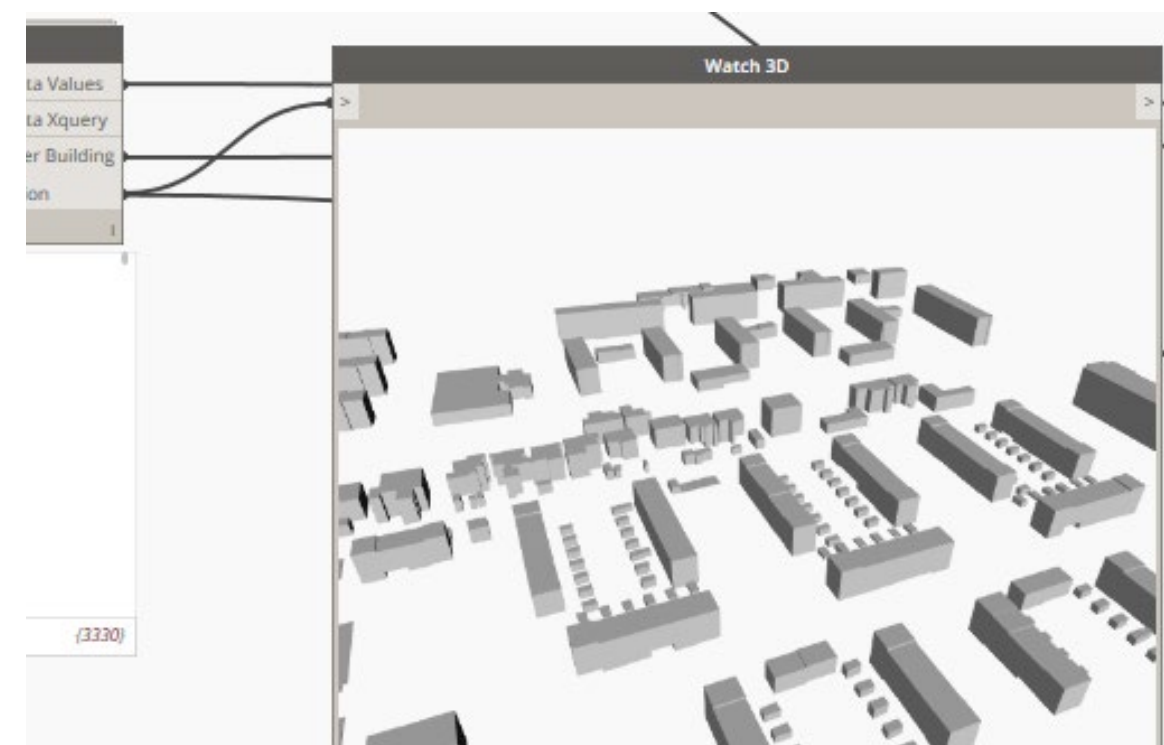 Watch 3D
ta Values
>
>
ta Xquery
er Building
ion
{3330}